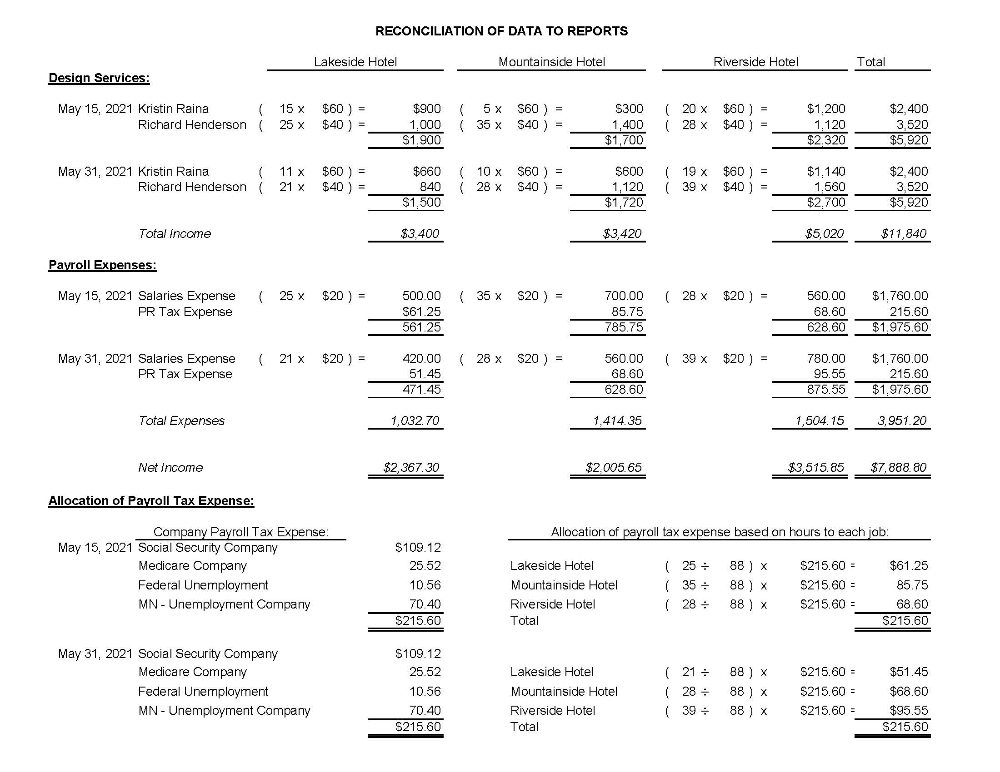 RECONCILIATION OF DATA TO REPORTS
Lakeside Hotel Mountainside Hotel Riverside Hotel Total
Design Services:
May 15, 2021 Kristin Raina ( 15 x $60 ) = $900 ( 5 x $60 ) = $300 ( 20 x $60 ) = $1,200 $2,400
Richard Henderson ( 25 x $40 ) = 1,000 ( 35 x $40 ) = 1,400 ( 28 x $40 ) = 1,120 3,520
$1,900 $1,700 $2,320 $5,920
May 31, 2021 Kristin Raina ( 11 x $60 ) = $660 ( 10 x $60 ) = $600 ( 19 x $60 ) = $1,140 $2,400
Richard Henderson ( 21 x $40 ) = 840 ( 28 x $40 ) = 1,120 ( 39 x $40 ) = 1,560 3,520
$1,500 $1,720 $2,700 $5,920
Total Income $3,400 $3,420 $5,020 $11,840
Payroll Expenses:
May 15, 2021 Salaries Expense ( 25 x $20 ) = 500.00 ( 35 x $20 ) = 700.00 ( 28 x $20 ) = 560.00 $1,760.00
PR Tax Expense $61.25 85.75 68.60 215.60
561.25 785.75 628.60 $1,975.60
May 31, 2021 Salaries Expense ( 21 x $20 ) = 420.00 ( 28 x $20 ) = 560.00 ( 39 x $20 ) = 780.00 $1,760.00
PR Tax Expense 51.45 68.60 95.55 215.60
471.45 628.60 875.55 $1,975.60
Total Expenses 1,032.70 1,414.35 1,504.15 3,951.20
Net Income $2,367.30 $2,005.65 $3,515.85 $7,888.80
Allocation of Payroll Tax Expense:
Company Payroll Tax Expense: Allocation of payroll tax expense based on hours to each job:
May 15, 2021 Social Security Company $109.12
Medicare Company 25.52 Lakeside Hotel ( 25 ÷ 88 ) x $215.60 = $61.25
Federal Unemployment 10.56 Mountainside Hotel ( 35 ÷ 88 ) x $215.60 = 85.75
MN - Unemployment Company 70.40 Riverside Hotel ( 28 ÷ 88 ) x $215.60 = 68.60
$215.60 Total $215.60
May 31, 2021 Social Security Company $109.12
Medicare Company 25.52 Lakeside Hotel ( 21 ÷ 88 ) x $215.60 = $51.45
Federal Unemployment 10.56 Mountainside Hotel ( 28 ÷ 88 ) x $215.60 = $68.60
MN - Unemployment Company 70.40 Riverside Hotel ( 39 ÷ 88 ) x $215.60 = $95.55
$215.60 Total $215.60